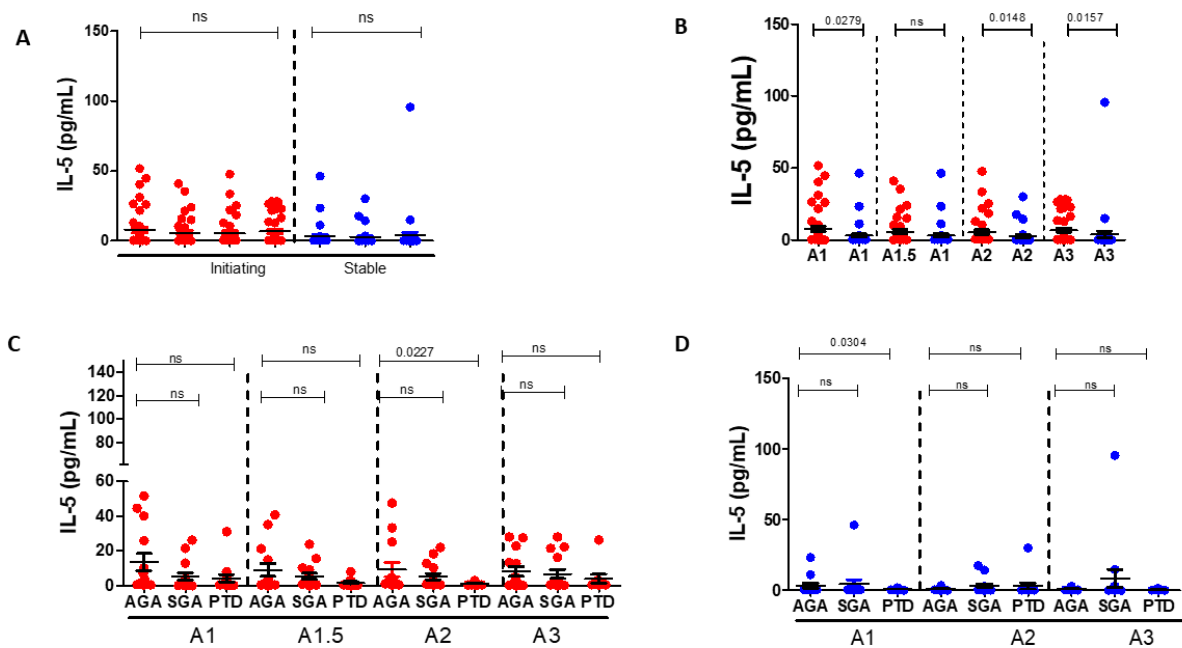 A
ns
ns
150
100
50
0
IL-5 (pg/mL)
Initiating
Stable
B
0.0279
ns
0.0148
0.0157
150
100
50
0
IL-5 (pg/mL)
A1 A1 A1.5 A1 A2 A2 A3 A3
C
ns
ns
0.0227
ns
ns
ns
ns
ns
140
120
100
80
60
40
20
0
IL-5 (pg/mL)
AGA SGA PTD AGA SGA PTD AGA SGA PTD AGA SGA PTD
A1 A1.5 A2 A3
D
0.0304
ns
ns
ns
ns
ns
150
100
50
0
IL-5 (pg/mL)
AGA SGA PTD AGA SGA PTD AGA SGA PTD
A1 A2 A3